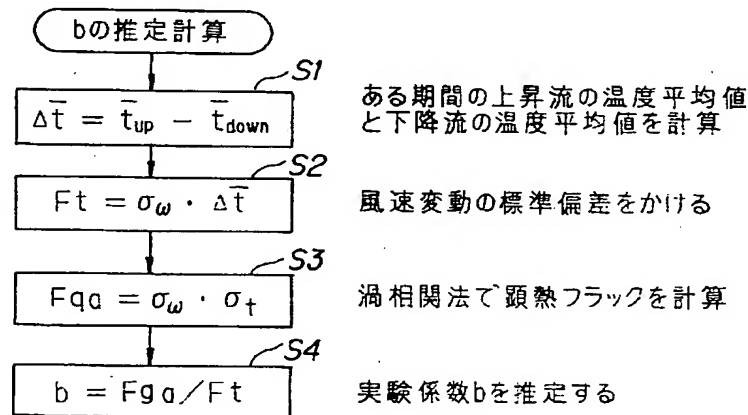 bの推定計算
S1
Δt̅ = t̅up − t̅down
ある期間の上昇流の温度平均値
と下降流の温度平均値を計算
S2
Ft = σω · Δt̅
風速変動の標準偏差をかける
S3
Fqa = σω · σt
渦相関法で顕熱フラックを計算
S4
b = Fga/Ft
実験係数bを推定する